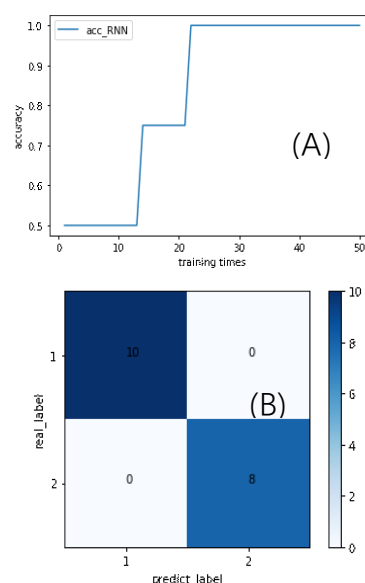 acc_RNN
1.0
0.9
0.8
0.7
0.6
0.5
accuracy
(A)
0 10 20 30 40 50
training times
10 0
0 8
(B)
1
2
real_label
1 2
predict_label
10
8
6
4
2
0